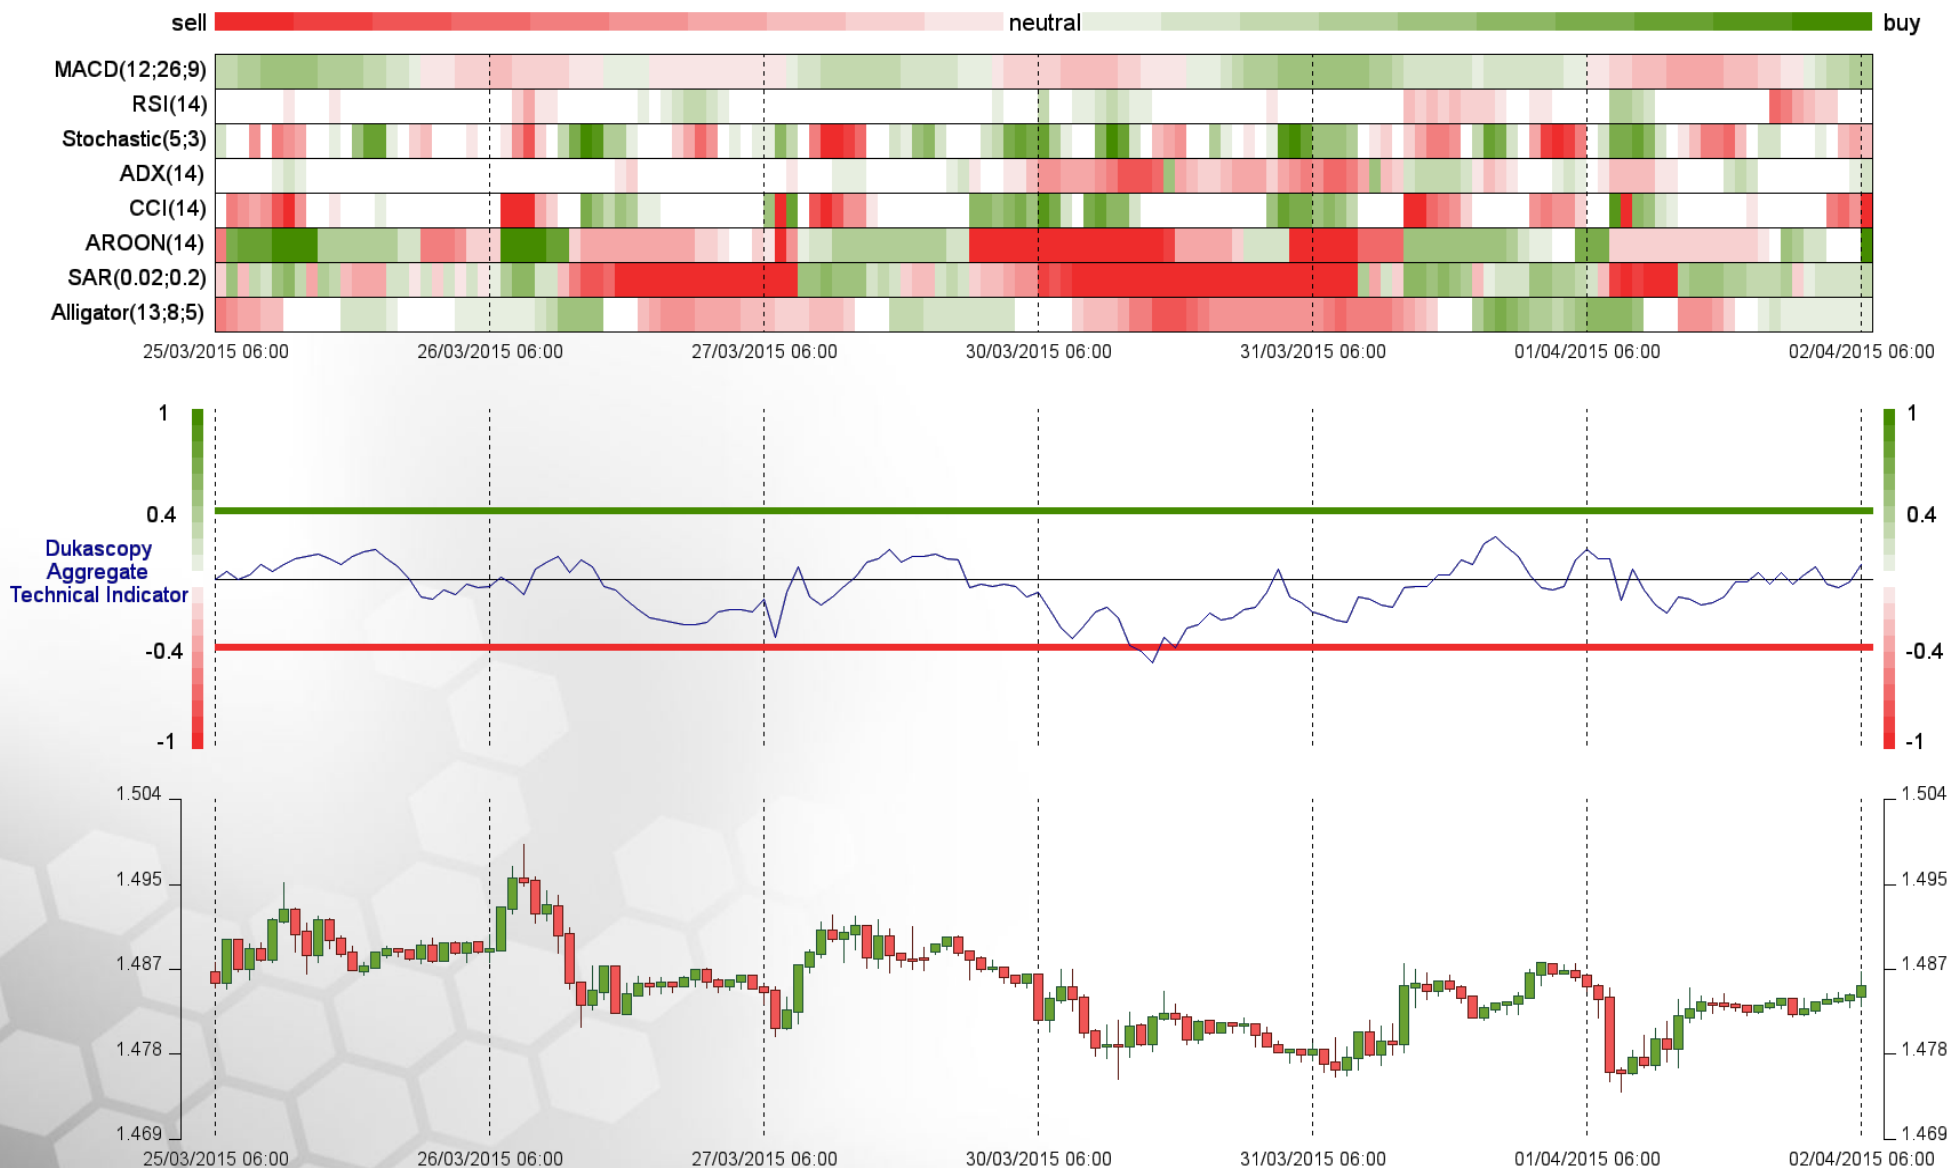 sell neutral buy
MACD(12;26;9)
RSI(14)
Stochastic(5;3)
ADX(14)
CCI(14)
AROON(14)
SAR(0.02;0.2)
Alligator(13;8;5)
25/03/2015 06:00 26/03/2015 06:00 27/03/2015 06:00 30/03/2015 06:00 31/03/2015 06:00 01/04/2015 06:00 02/04/2015 06:00
1 1
0.4 0.4
Dukascopy
Aggregate
Technical Indicator
-0.4 -0.4
-1 -1
1.504 1.504
1.495 1.495
1.487 1.487
1.478 1.478
1.469 1.469
25/03/2015 06:00 26/03/2015 06:00 27/03/2015 06:00 30/03/2015 06:00 31/03/2015 06:00 01/04/2015 06:00 02/04/2015 06:00